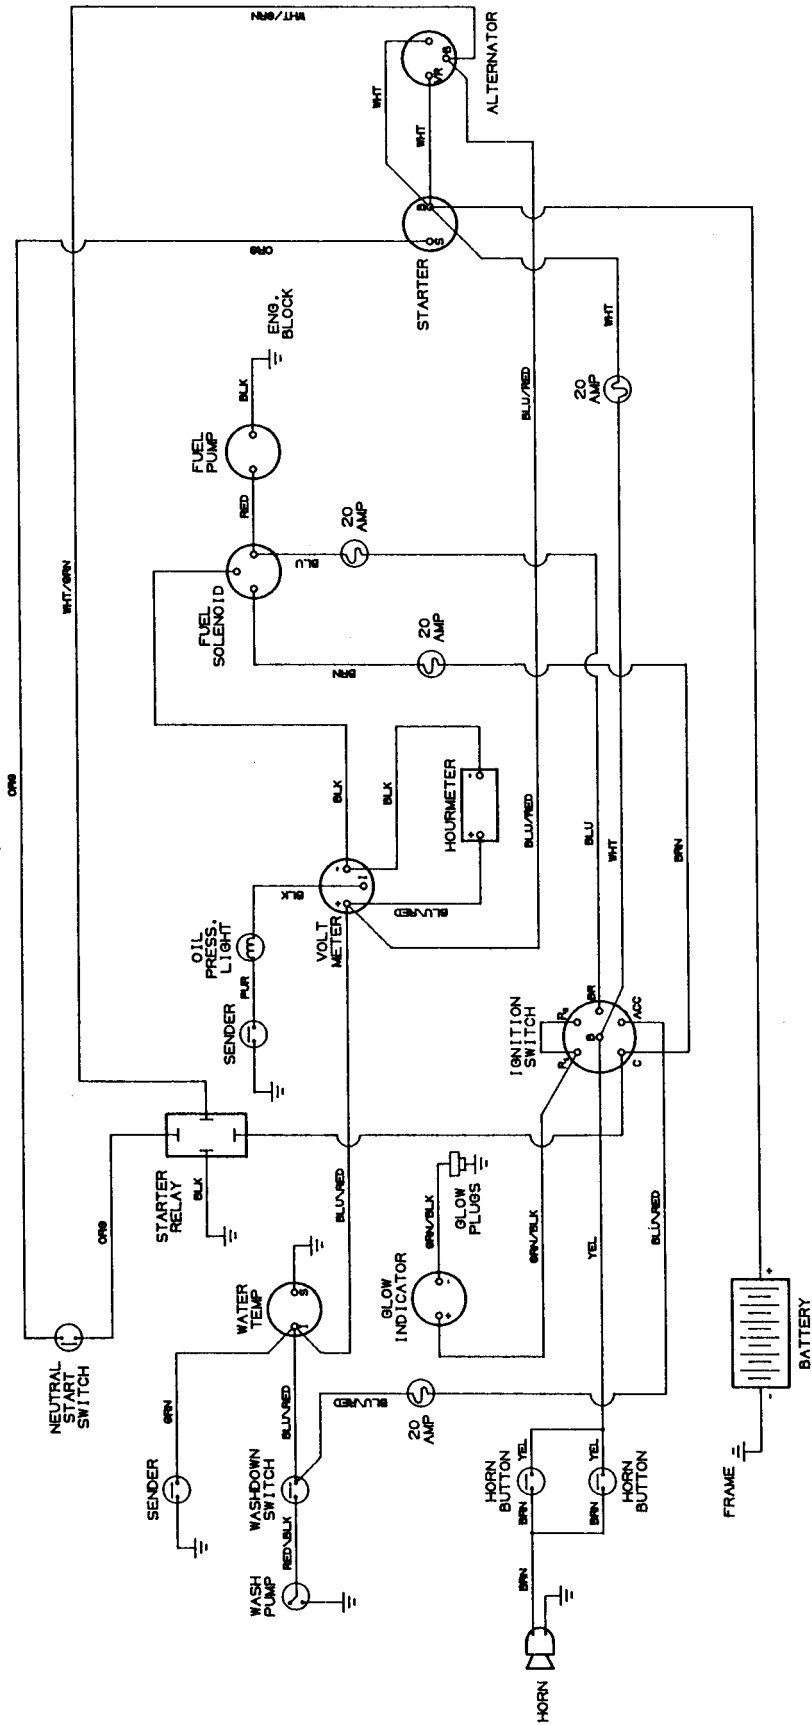 NEUTRAL
START
SWITCH
ORG
ORG
WHT/GRN
WHT/GRN
ORG
SENDER
GRN
STARTER
RELAY
BLK
SENDER
PUR
OIL
PRESS.
LIGHT
BLK
FUEL
SOLENOID
RED
FUEL
PUMP
BLK
ENG.
BLOCK
WASH
PUMP
RED\BLK
WASHDOWN
SWITCH
BLU\RED
WATER
TEMP
I
S
BLU\RED
VOLT
METER
+
-
I
BLK
BLK
BLU/RED
BRN
20
AMP
BLU
20
AMP
BLU\RED
20
AMP
GLOW
INDICATOR
+
-
GRN/BLK
GLOW
PLUGS
HOURMETER
+
-
STARTER
S
B
WHT
WHT
ALTERNATOR
VR
B
HORN
BRN
HORN
BUTTON
BRN
YEL
BRN
YEL
HORN
BUTTON
GRN/BLK
YEL
BLU\RED
IGNITION
SWITCH
R₁
R₂
B
BR
C
ACC
BLU/RED
BLU/RED
BLU
WHT
BRN
20
AMP
WHT
FRAME
-
+
BATTERY